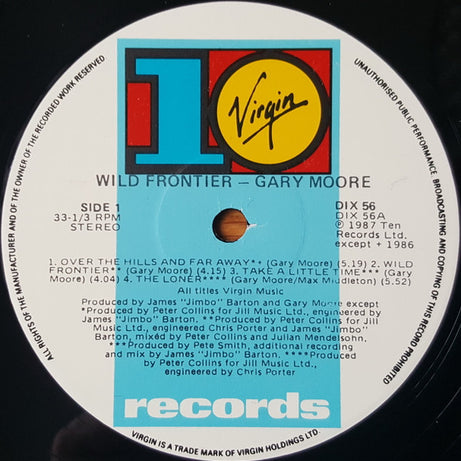 ALL RIGHTS OF THE MANUFACTURER AND OF THE OWNER OF THE RECORDED WORK RESERVED
UNAUTHORISED PUBLIC PERFORMANCE BROADCASTING AND COPYING OF THIS RECORD PROHIBITED
10
Virgin
WILD FRONTIER – GARY MOORE
SIDE 1
33-1/3 RPM
STEREO
DIX 56
DIX 56A
℗ 1987 Ten
Records Ltd.
except + 1986
1. OVER THE HILLS AND FAR AWAY*+ (Gary Moore) (5.19) 2. WILD
FRONTIER** (Gary Moore) (4.15) 3. TAKE A LITTLE TIME*** (Gary
Moore) (4.04) 4. THE LONER**** (Gary Moore/Max Middleton) (5.52)
All titles Virgin Music
Produced by James "Jimbo" Barton and Gary Moore except
*Produced by Peter Collins for Jill Music Ltd., engineered by
James "Jimbo" Barton. **Produced by Peter Collins for Jill
Music Ltd., engineered Chris Porter and James "Jimbo"
Barton, mixed by Peter Collins and Julian Mendelsohn.
***Produced by Pete Smith, additional recording
and mix by James "Jimbo" Barton. ****Produced
by Peter Collins for Jill Music Ltd.,
engineered by Chris Porter
records
VIRGIN IS A TRADE MARK OF VIRGIN HOLDINGS LTD.